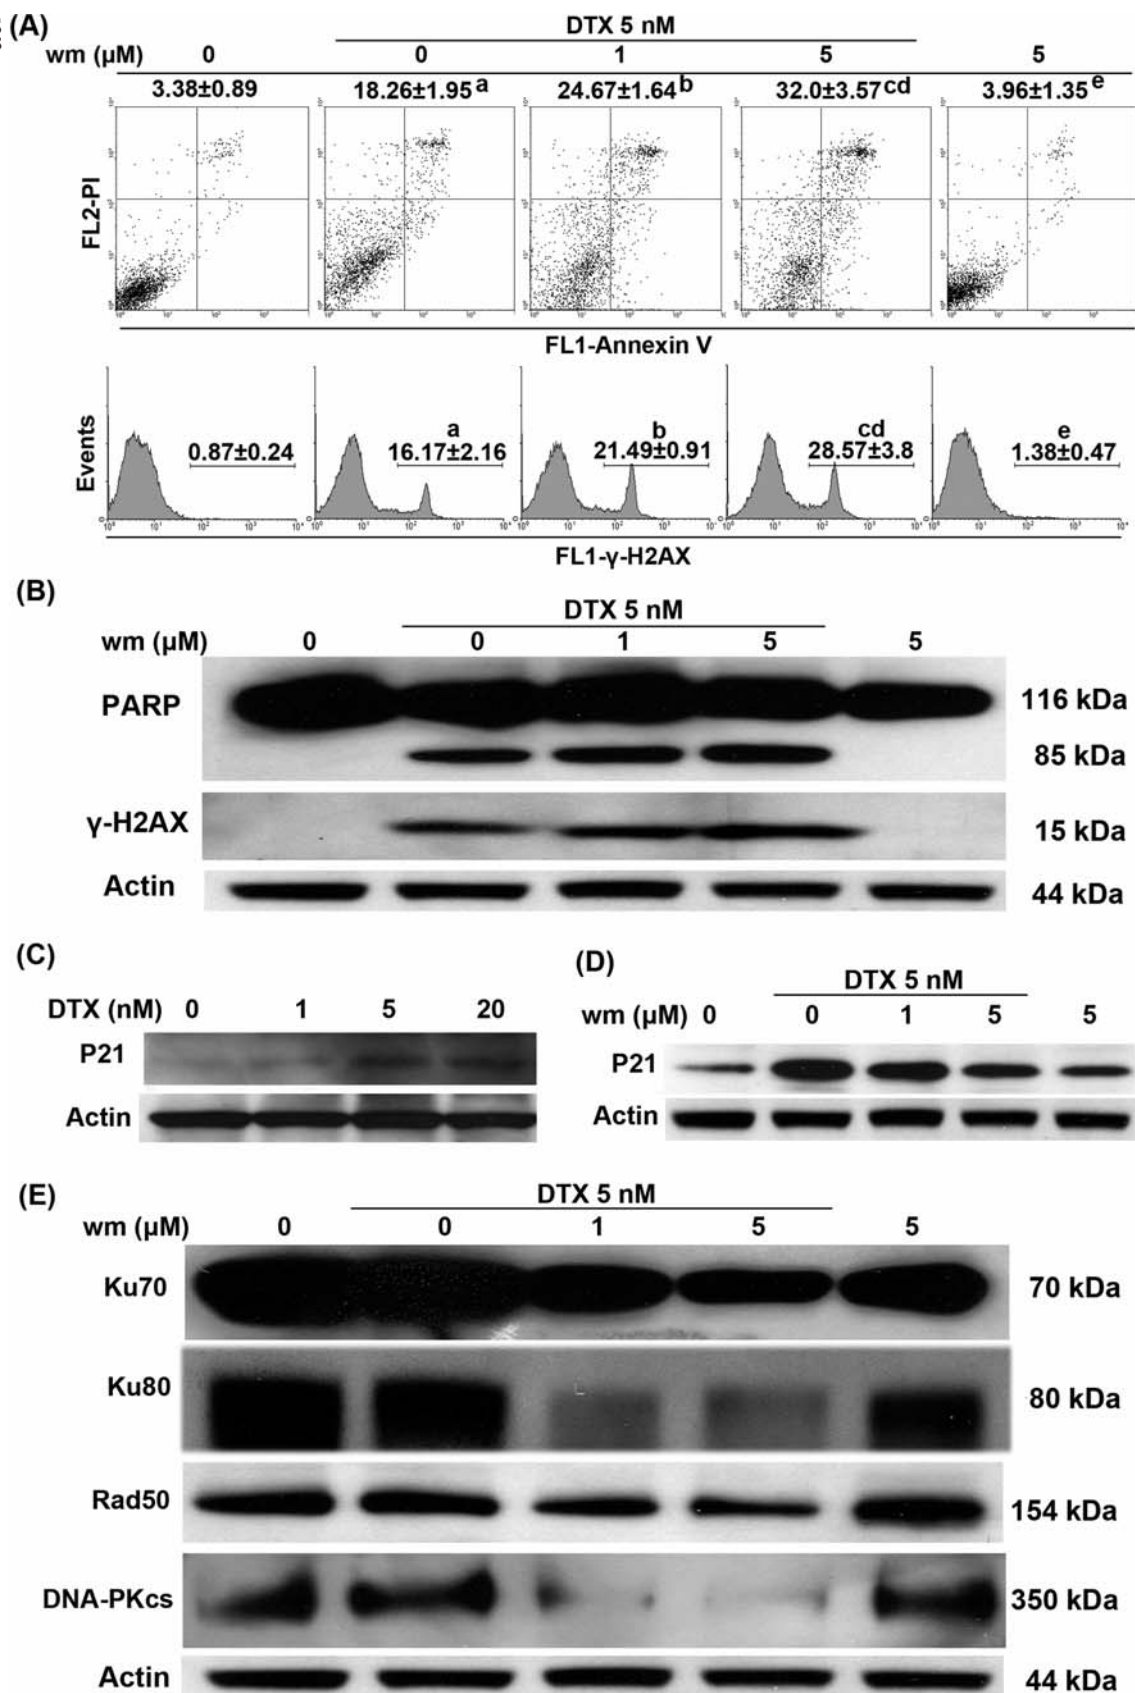 (A)
DTX 5 nM
wm (µM) 0 0 1 5 5
3.38±0.89 18.26±1.95 a 24.67±1.64 b 32.0±3.57 cd 3.96±1.35 e
FL2-PI
FL1-Annexin V
Events
a b cd e
0.87±0.24 16.17±2.16 21.49±0.91 28.57±3.8 1.38±0.47
FL1-γ-H2AX
(B)
DTX 5 nM
wm (µM) 0 0 1 5 5
PARP 116 kDa
85 kDa
γ-H2AX 15 kDa
Actin 44 kDa
(C)
DTX (nM) 0 1 5 20
P21
Actin
(D)
DTX 5 nM
wm (µM) 0 0 1 5 5
P21
Actin
(E)
DTX 5 nM
wm (µM) 0 0 1 5 5
Ku70 70 kDa
Ku80 80 kDa
Rad50 154 kDa
DNA-PKcs 350 kDa
Actin 44 kDa